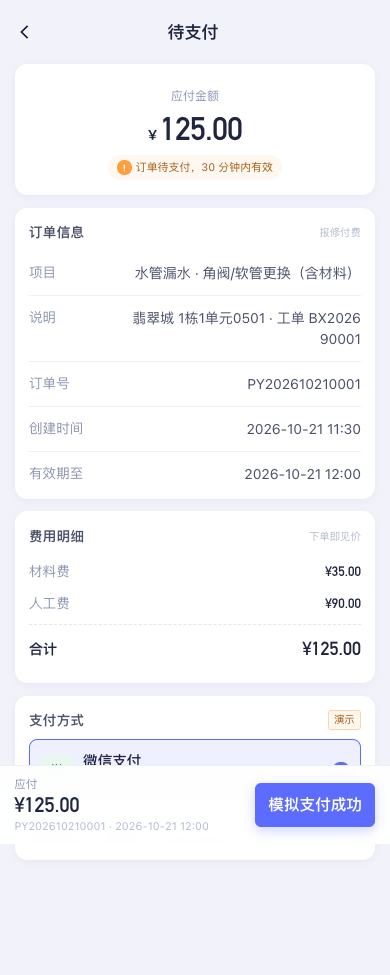 待支付
应付金额
¥ 125.00
! 订单待支付，30 分钟内有效
订单信息 报修付费
项目 水管漏水 · 角阀/软管更换（含材料）
说明 翡翠城 1栋1单元0501 · 工单 BX2026
90001
订单号 PY202610210001
创建时间 2026-10-21 11:30
有效期至 2026-10-21 12:00
费用明细 下单即见价
材料费 ¥35.00
人工费 ¥90.00
合计 ¥125.00
支付方式 演示
微信支付
应付
¥125.00
PY202610210001 · 2026-10-21 12:00
模拟支付成功